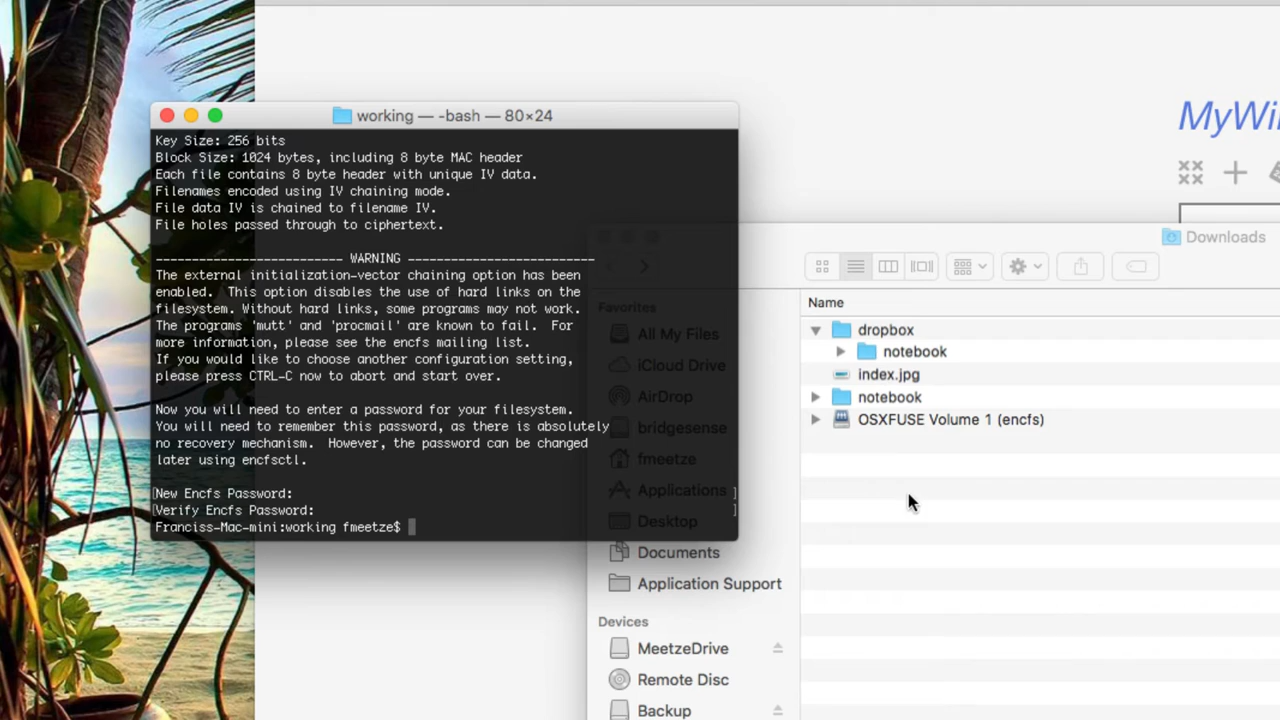 working — -bash — 80×24
Key Size: 256 bits
Block Size: 1024 bytes, including 8 byte MAC header
Each file contains 8 byte header with unique IV data.
Filenames encoded using IV chaining mode.
File data IV is chained to filename IV.
File holes passed through to ciphertext.
-------------------------- WARNING --------------------------
The external initialization-vector chaining option has been
enabled.  This option disables the use of hard links on the
filesystem. Without hard links, some programs may not work.
The programs 'mutt' and 'procmail' are known to fail.  For
more information, please see the encfs mailing list.
If you would like to choose another configuration setting,
please press CTRL-C now to abort and start over.
Now you will need to enter a password for your filesystem.
You will need to remember this password, as there is absolutely
no recovery mechanism.  However, the password can be changed
later using encfsctl.
[New Encfs Password: ]
[Verify Encfs Password: ]
Franciss-Mac-mini:working fmeetze$
MyWi
Downloads
Favorites
All My Files
iCloud Drive
AirDrop
bridgesense
fmeetze
Applications
Desktop
Documents
Application Support
Devices
MeetzeDrive
Remote Disc
Backup
Name
dropbox
notebook
index.jpg
notebook
OSXFUSE Volume 1 (encfs)